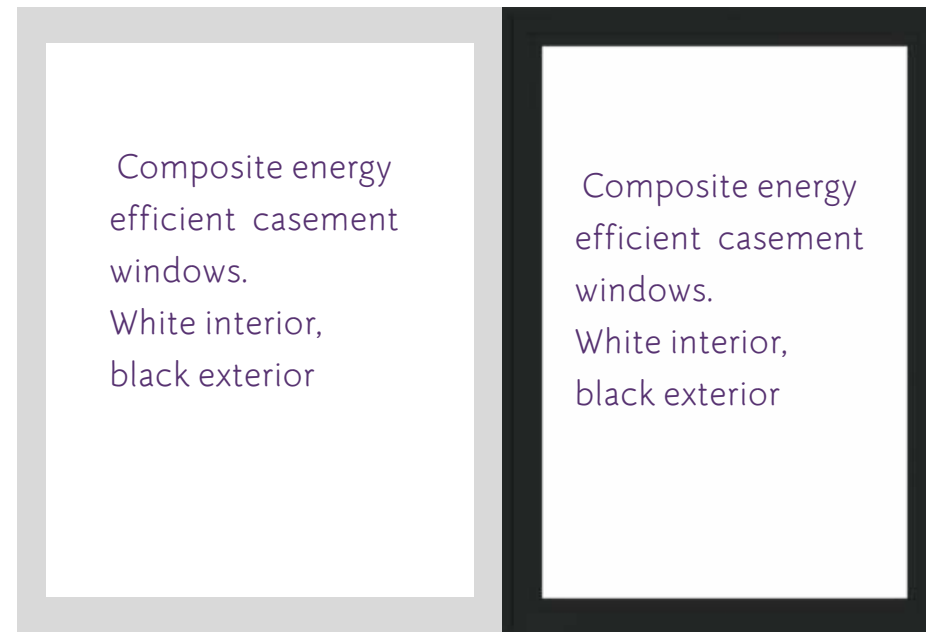 Composite energy
efficient casement
windows.
White interior,
black exterior
Composite energy
efficient casement
windows.
White interior,
black exterior